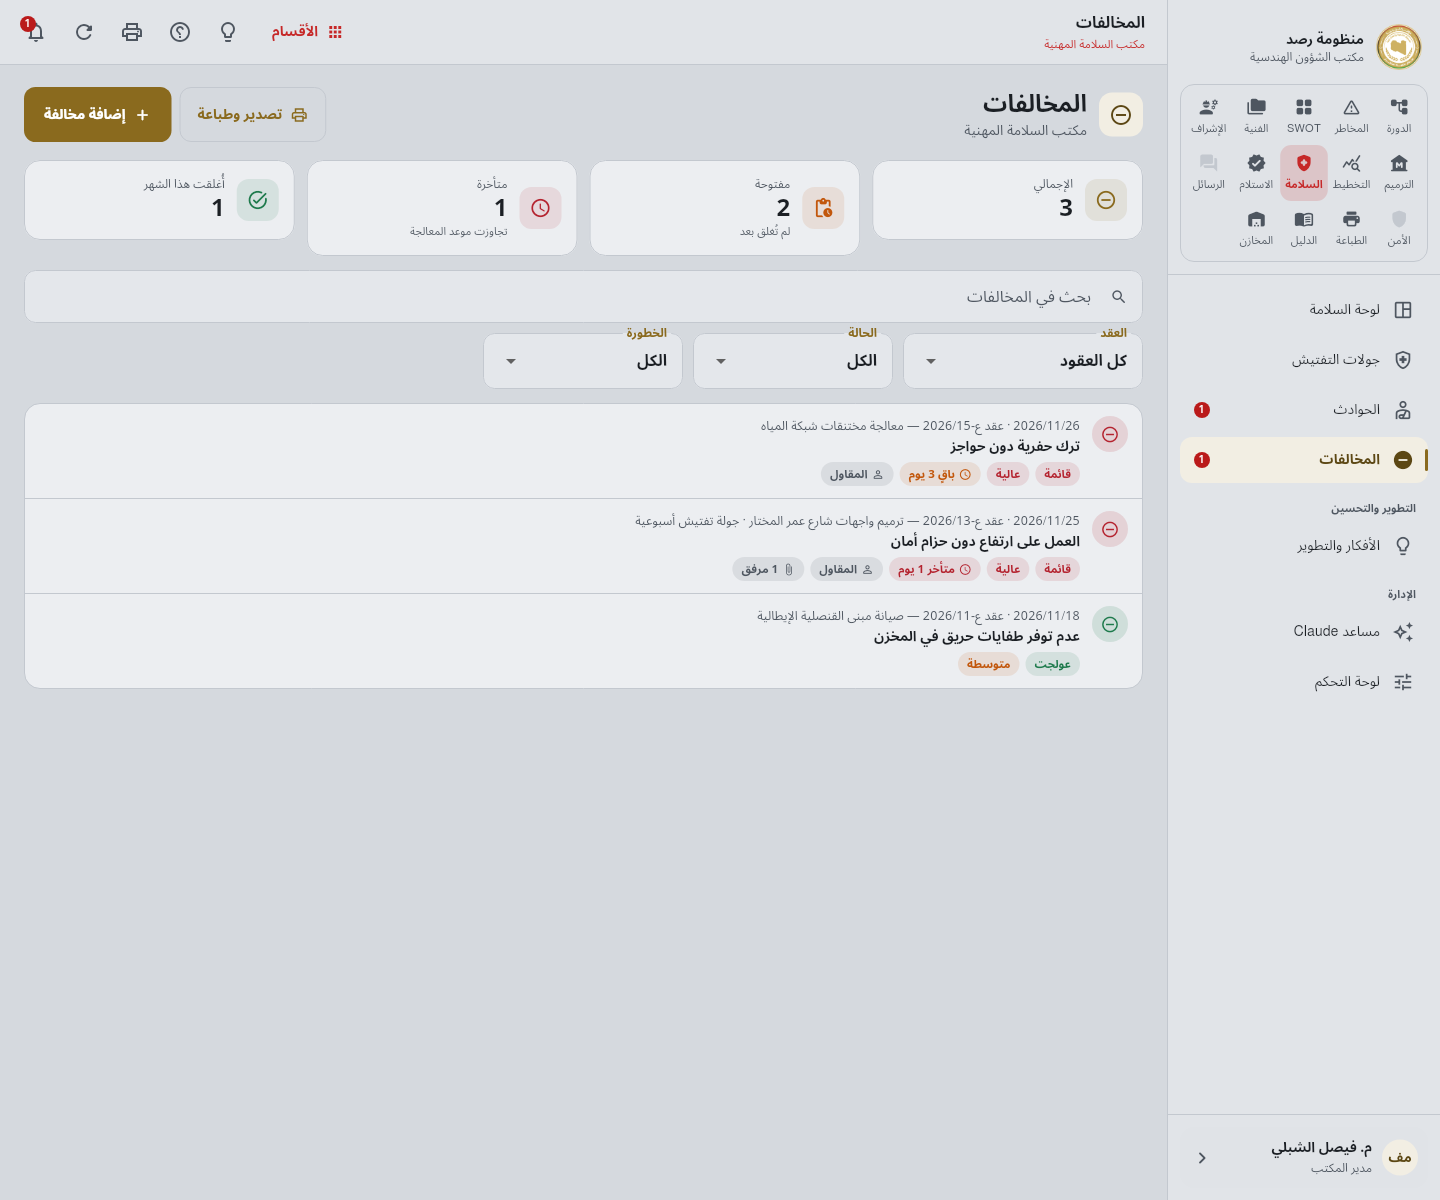 منظومة رصد
مكتب الشؤون الهندسية
الدورة
المخاطر
SWOT
الفنية
الإشراف
الترميم
التخطيط
السلامة
الاستلام
الرسائل
الأمن
الطباعة
الدليل
المخازن
لوحة السلامة
جولات التفتيش
الحوادث 1
المخالفات 1
التطوير والتحسين
الأفكار والتطوير
الإدارة
مساعد Claude
لوحة التحكم
مف
م. فيصل الشبلي
مدير المكتب
المخالفات
مكتب السلامة المهنية
الأقسام
1
المخالفات
مكتب السلامة المهنية
تصدير وطباعة
إضافة مخالفة
الإجمالي
3
مفتوحة
2
لم تُغلق بعد
متأخرة
1
تجاوزت موعد المعالجة
أُغلقت هذا الشهر
1
بحث في المخالفات
العقد
كل العقود
الحالة
الكل
الخطورة
الكل
2026/11/26 · عقد ع-2026/15 — معالجة مختنقات شبكة المياه
ترك حفرية دون حواجز
قائمة عالية باقٍ 3 يوم المقاول
2026/11/25 · عقد ع-2026/13 — ترميم واجهات شارع عمر المختار · جولة تفتيش أسبوعية
العمل على ارتفاع دون حزام أمان
قائمة عالية متأخر 1 يوم المقاول 1 مرفق
2026/11/18 · عقد ع-2026/11 — صيانة مبنى القنصلية الإيطالية
عدم توفر طفايات حريق في المخزن
عولجت متوسطة